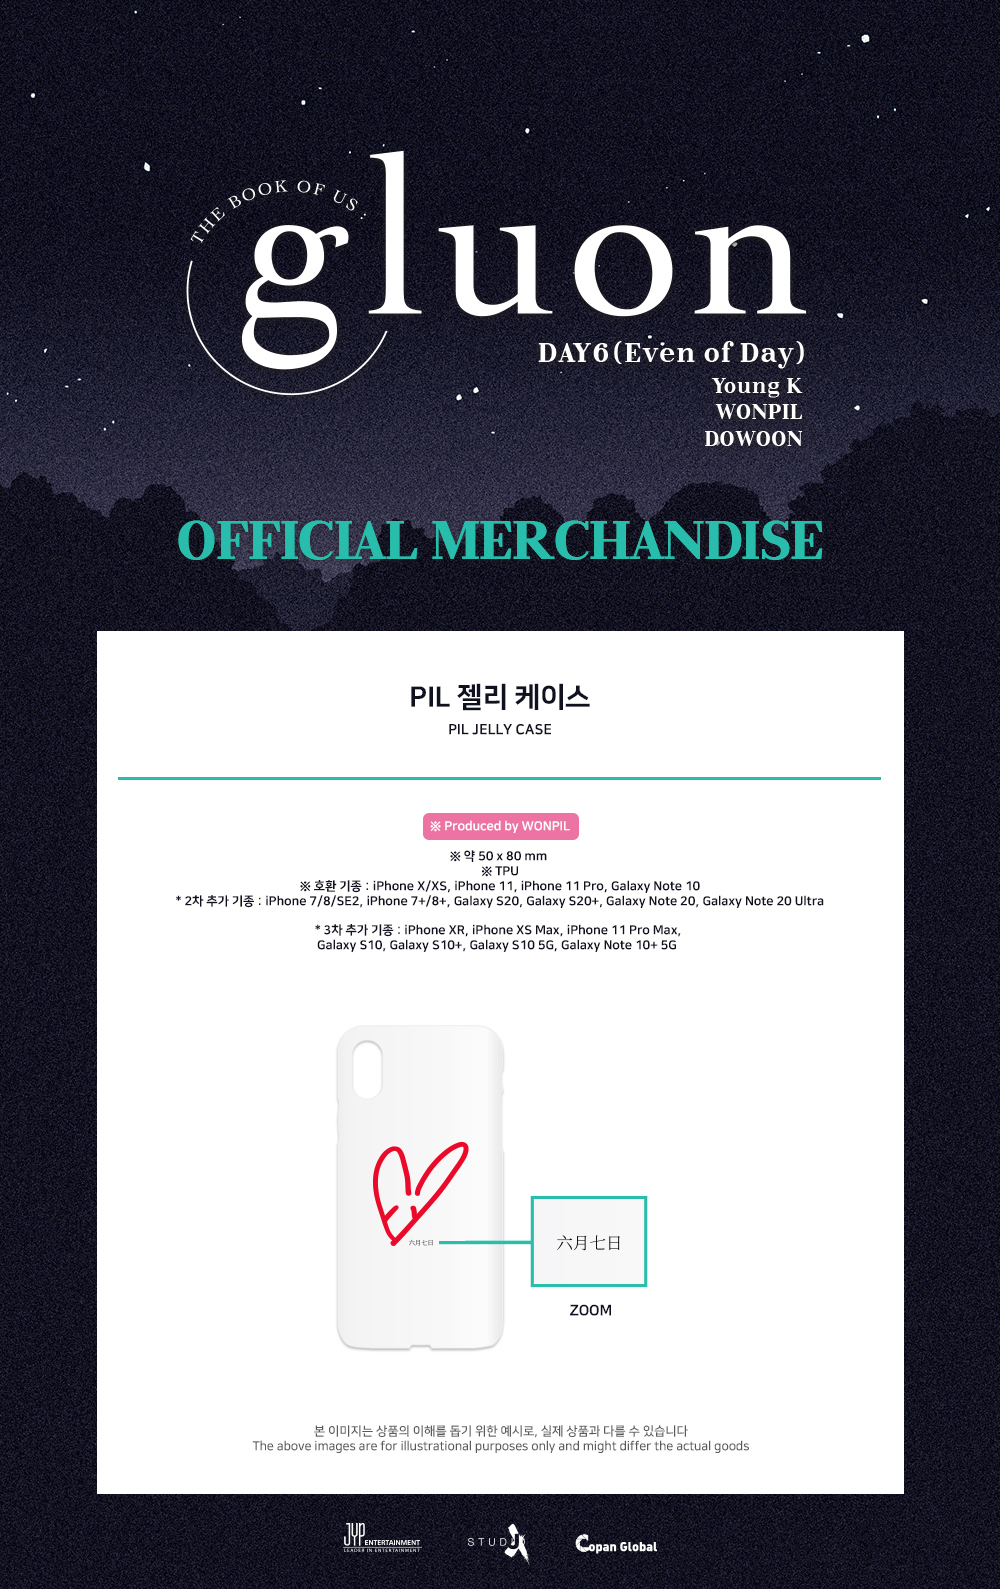 THE BOOK OF US :
gluon
DAY6(Even of Day)
Young K
WONPIL
DOWOON
OFFICIAL MERCHANDISE
PIL 젤리 케이스
PIL JELLY CASE
※ Produced by WONPIL
※ 약 50 x 80 mm
※ TPU
※ 호환 기종 : iPhone X/XS, iPhone 11, iPhone 11 Pro, Galaxy Note 10
* 2차 추가 기종 : iPhone 7/8/SE2, iPhone 7+/8+, Galaxy S20, Galaxy S20+, Galaxy Note 20, Galaxy Note 20 Ultra
* 3차 추가 기종 : iPhone XR, iPhone XS Max, iPhone 11 Pro Max,
Galaxy S10, Galaxy S10+, Galaxy S10 5G, Galaxy Note 10+ 5G
六月七日
六月七日
ZOOM
본 이미지는 상품의 이해를 돕기 위한 예시로, 실제 상품과 다를 수 있습니다
The above images are for illustrational purposes only and might differ the actual goods
JYP ENTERTAINMENT
LEADER IN ENTERTAINMENT
STUD
Copan Global